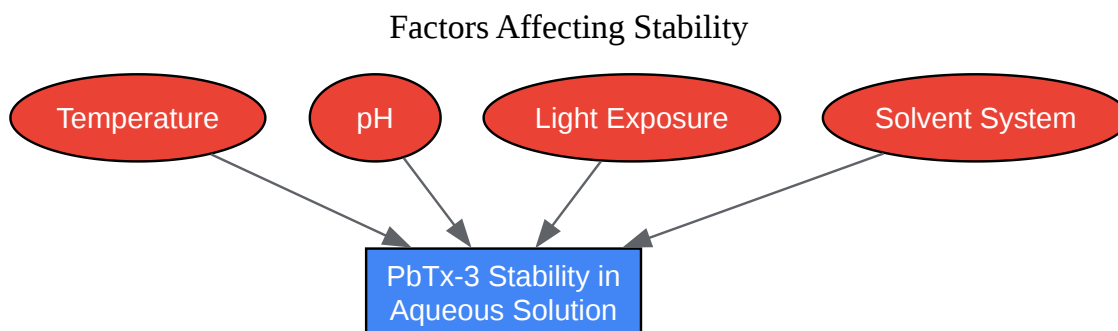 Factors Affecting Stability
Temperature
pH
Light Exposure
Solvent System
PbTx-3 Stability in
Aqueous Solution